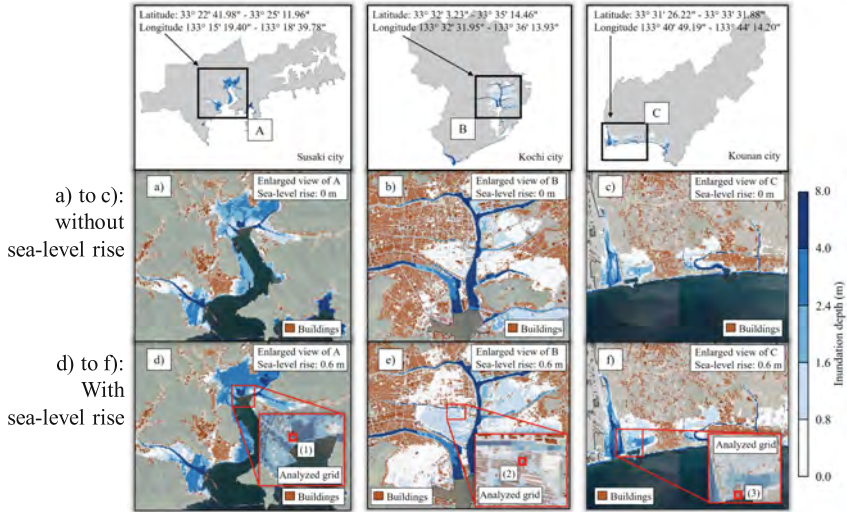 Latitude: 33° 22' 41.98" - 33° 25' 11.96"
Longitude 133° 15' 19.40" - 133° 18' 39.78"
A
Susaki city
Latitude: 33° 32' 3.23" - 33° 35' 14.46"
Longitude 133° 32' 31.95" - 133° 36' 13.93"
B
Kochi city
Latitude: 33° 31' 26.22" - 33° 33' 31.88"
Longitude 133° 40' 49.19" - 133° 44' 14.20"
C
Kounan city
a) to c):
without
sea-level rise
a)
Enlarged view of A
Sea-level rise: 0 m
Buildings
b)
Enlarged view of B
Sea-level rise: 0 m
Buildings
c)
Enlarged view of C
Sea-level rise: 0 m
Buildings
d) to f):
With
sea-level rise
d)
Enlarged view of A
Sea-level rise: 0.6 m
(1)
Analyzed grid
Buildings
e)
Enlarged view of B
Sea-level rise: 0.6 m
(2)
Analyzed grid
Buildings
f)
Enlarged view of C
Sea-level rise: 0.6 m
Analyzed grid
(3)
Buildings
8.0
4.0
2.4
1.6
0.8
0.0
Inundation depth (m)